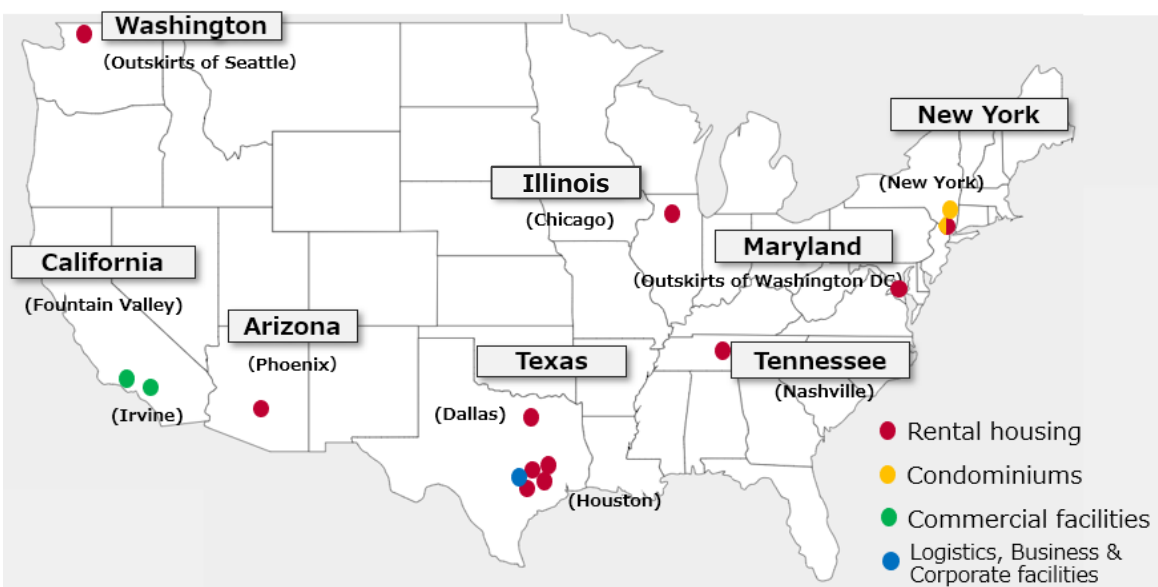 Washington
(Outskirts of Seattle)
New York
(New York)
Illinois
(Chicago)
Maryland
(Outskirts of Washington DC)
California
(Fountain Valley)
(Irvine)
Arizona
(Phoenix)
Texas
(Dallas)
(Houston)
Tennessee
(Nashville)
Rental housing
Condominiums
Commercial facilities
Logistics, Business &
Corporate facilities